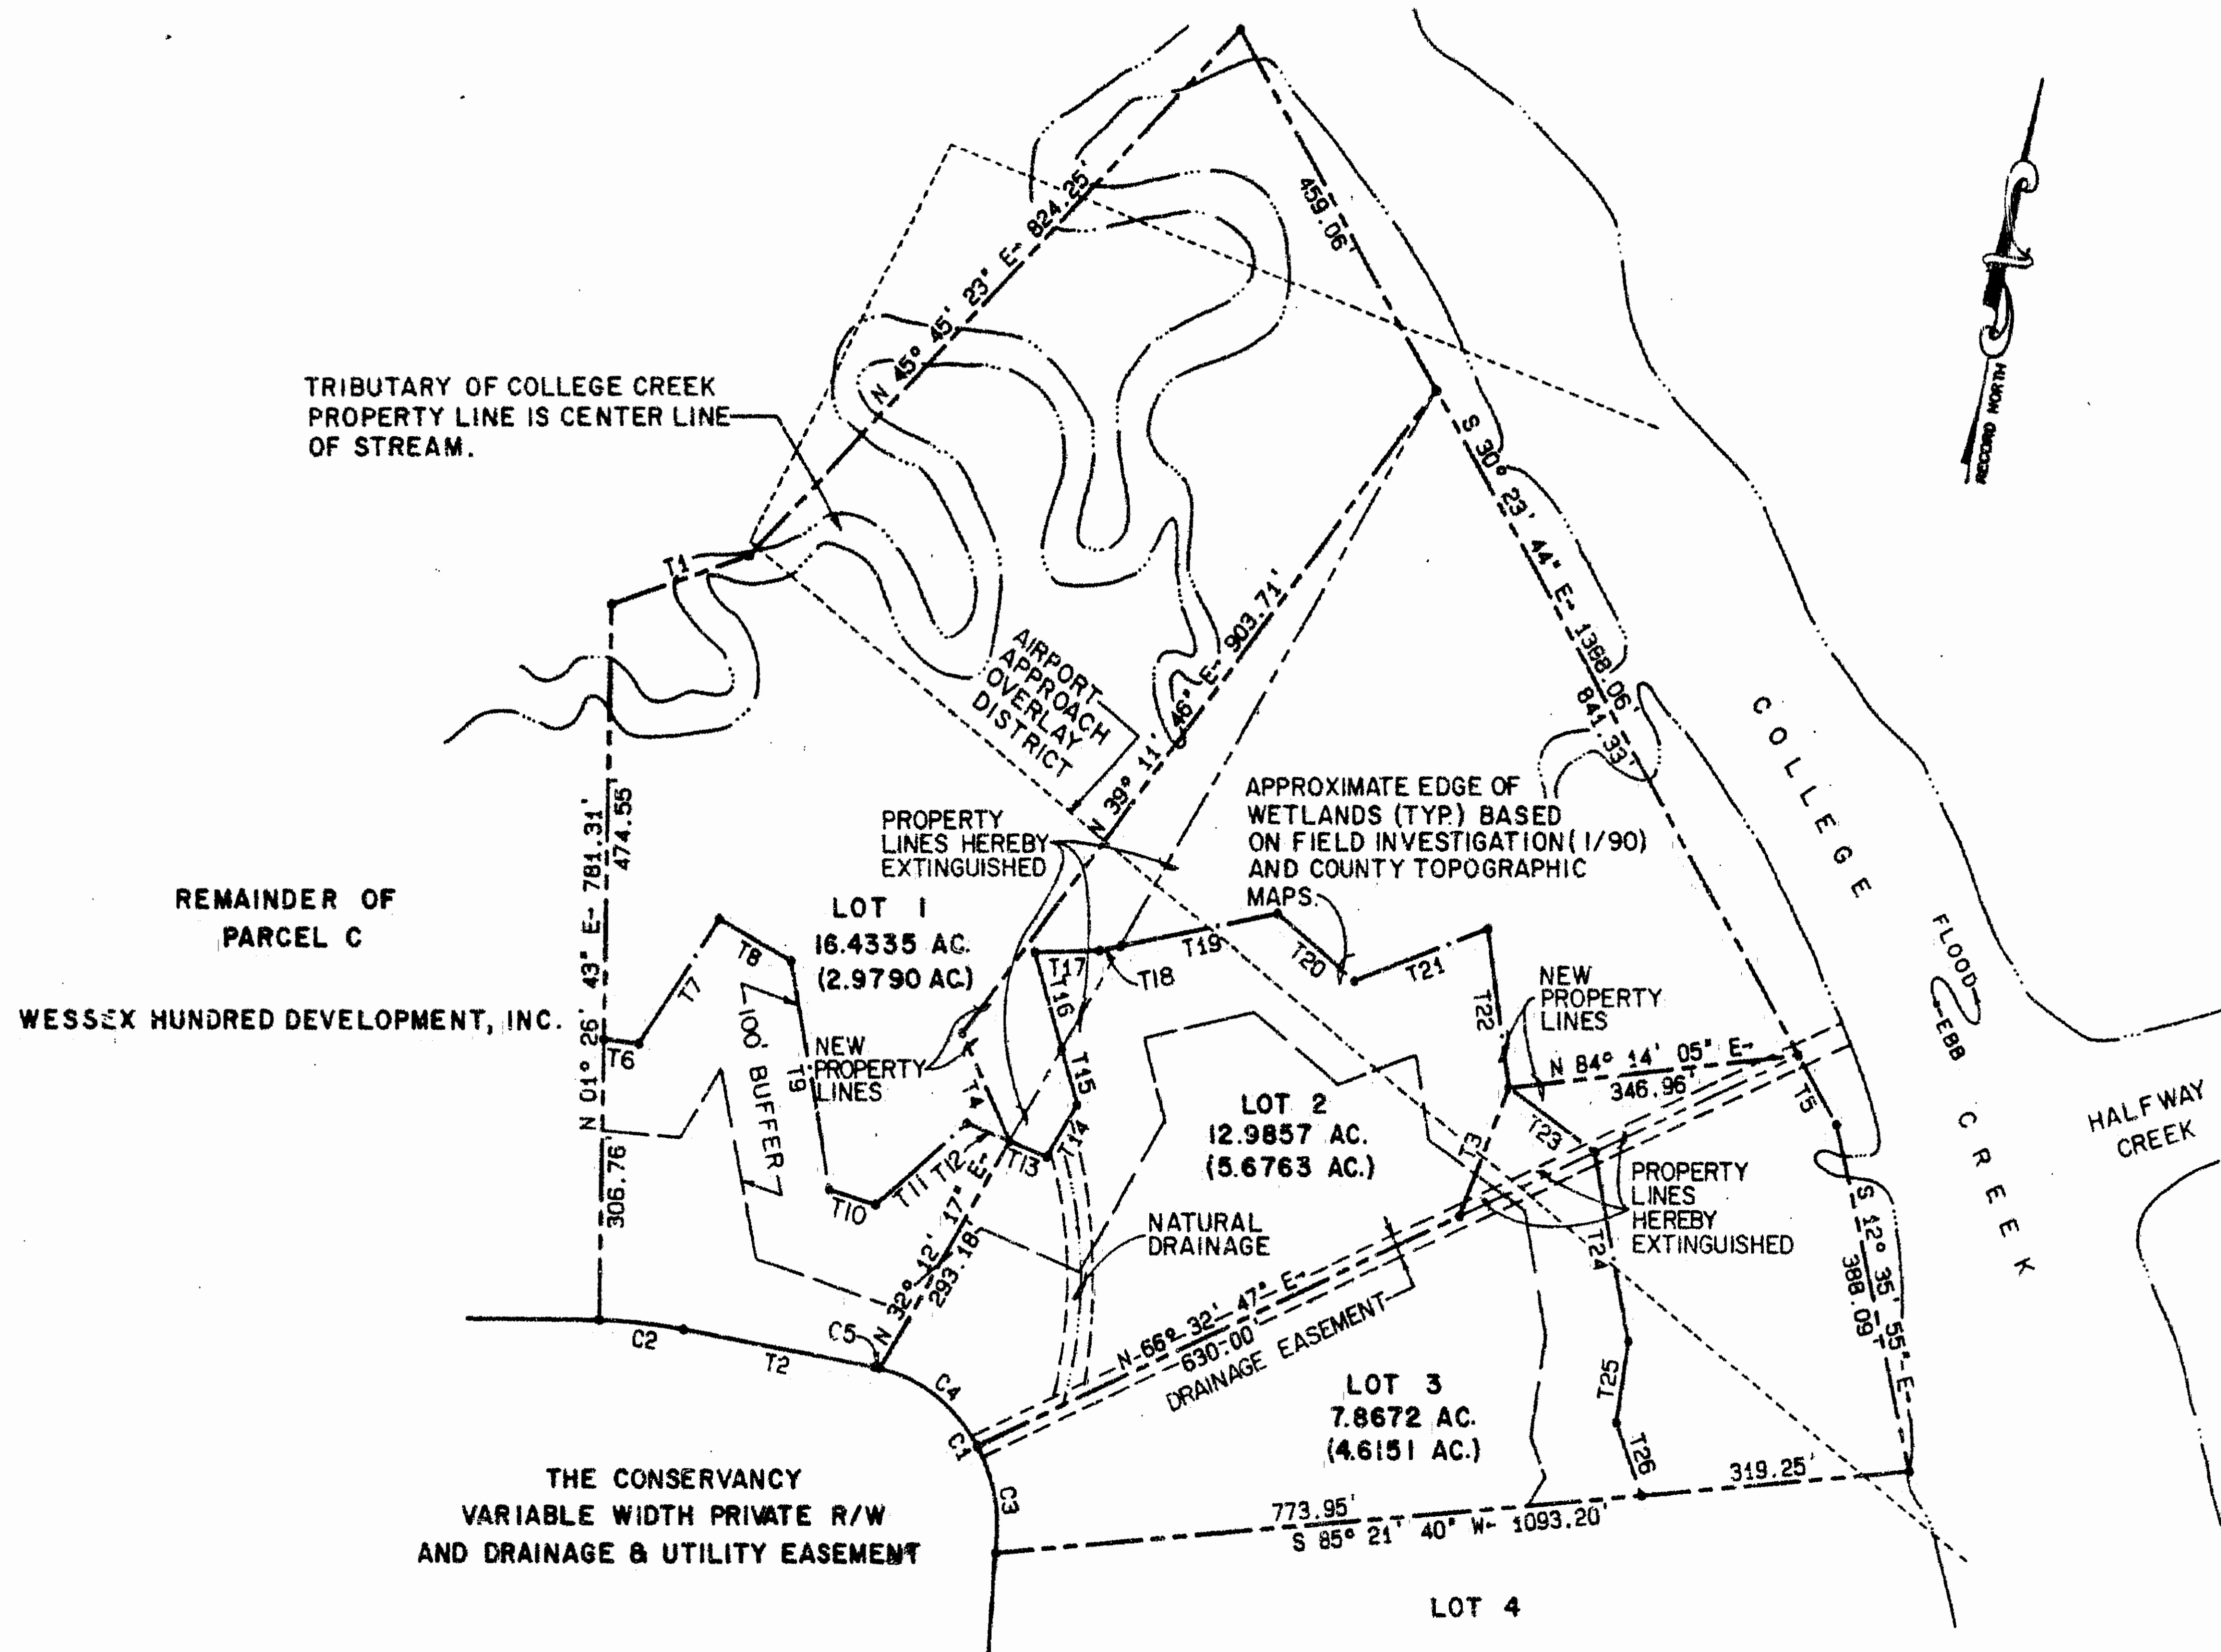 459.06'
N 45° 45' 23" E- 824.25'
RECORD NORTH
TRIBUTARY OF COLLEGE CREEK
PROPERTY LINE IS CENTER LINE
OF STREAM.
S 30° 23' 44" E- 1388.06'
841.33'
T1
AIRPORT
APPROACH
OVERLAY
DISTRICT
N 39° 11' 46" E- 903.71'
COLLEGE CREEK
APPROXIMATE EDGE OF
WETLANDS (TYP.) BASED
ON FIELD INVESTIGATION (1/90)
AND COUNTY TOPOGRAPHIC
MAPS.
PROPERTY
LINES HEREBY
EXTINGUISHED
N 01° 26' 43" E- 781.31'
474.55'
306.76'
REMAINDER OF
PARCEL C
WESSEX HUNDRED DEVELOPMENT, INC.
LOT 1
16.4335 AC.
(2.9790 AC.)
T6
T7
T8
T9
100' BUFFER
NEW
PROPERTY
LINES
T10
T11
T12
T4
T13
T14
T15
T16
T17
T18
T19
T20
T21
T22
NEW
PROPERTY
LINES
FLOOD
EBB
N 84° 14' 05" E-
346.96'
T5
HALFWAY
CREEK
LOT 2
12.9857 AC.
(5.6763 AC.)
T3
T23
PROPERTY
LINES
HEREBY
EXTINGUISHED
T24
S 12° 35' 55" E-
388.09'
NATURAL
DRAINAGE
N 32° 12' 17" E-
293.18'
C5
C2
T2
C4
C1
C3
N 66° 32' 47" E-
630.00'
DRAINAGE EASEMENT
LOT 3
7.8672 AC.
(4.6151 AC.)
T25
T26
319.25'
773.95'
S 85° 21' 40" W- 1093.20'
THE CONSERVANCY
VARIABLE WIDTH PRIVATE R/W
AND DRAINAGE & UTILITY EASEMENT
LOT 4